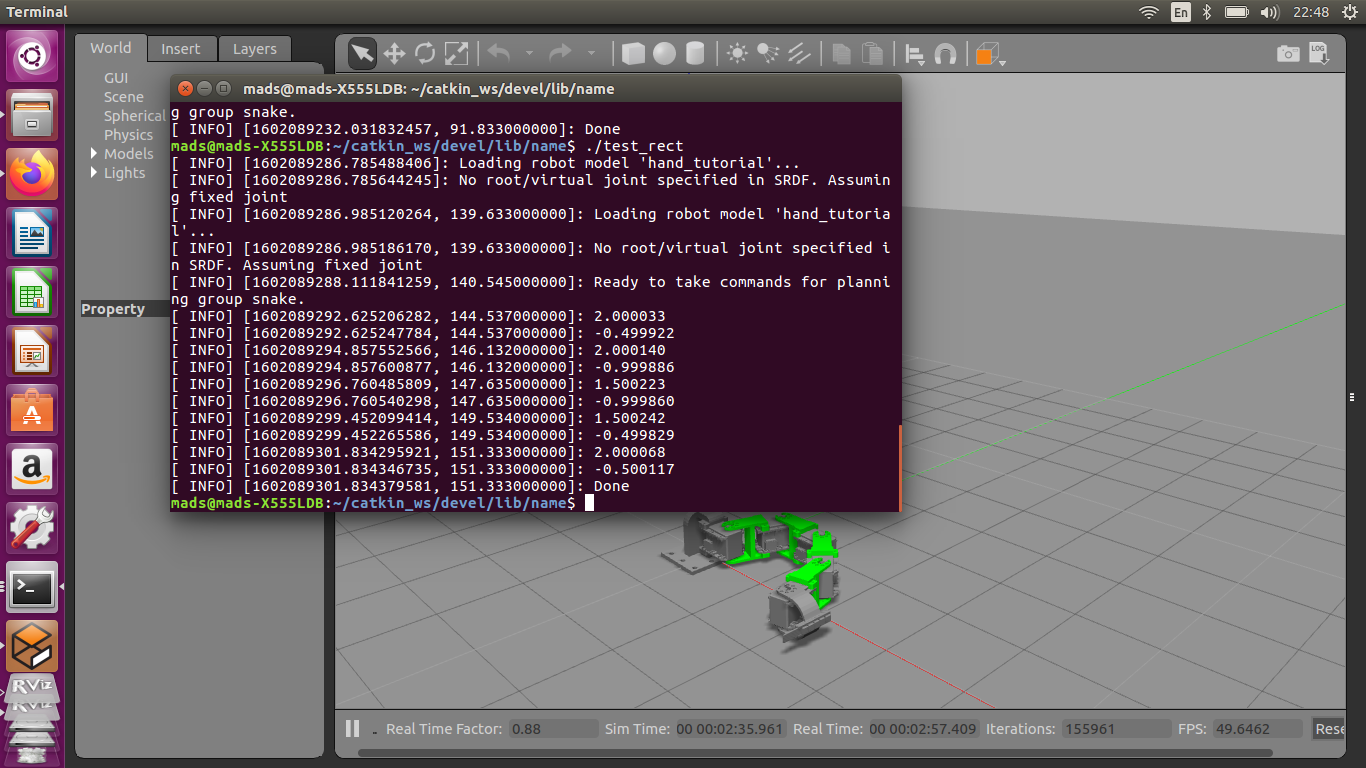 Terminal
En
22:48
World
Insert
Layers
LOG
GUI
Scene
Spherical
Physics
Models
Lights
Property
mads@mads-X555LDB: ~/catkin_ws/devel/lib/name
g group snake.
[ INFO] [1602089232.031832457, 91.833000000]: Done
mads@mads-X555LDB:~/catkin_ws/devel/lib/name$ ./test_rect
[ INFO] [1602089286.785488406]: Loading robot model 'hand_tutorial'...
[ INFO] [1602089286.785644245]: No root/virtual joint specified in SRDF. Assumin
g fixed joint
[ INFO] [1602089286.985120264, 139.633000000]: Loading robot model 'hand_tutoria
l'...
[ INFO] [1602089286.985186170, 139.633000000]: No root/virtual joint specified i
n SRDF. Assuming fixed joint
[ INFO] [1602089288.111841259, 140.545000000]: Ready to take commands for planni
ng group snake.
[ INFO] [1602089292.625206282, 144.537000000]: 2.000033
[ INFO] [1602089292.625247784, 144.537000000]: -0.499922
[ INFO] [1602089294.857552566, 146.132000000]: 2.000140
[ INFO] [1602089294.857600877, 146.132000000]: -0.999886
[ INFO] [1602089296.760485809, 147.635000000]: 1.500223
[ INFO] [1602089296.760540298, 147.635000000]: -0.999860
[ INFO] [1602089299.452099414, 149.534000000]: 1.500242
[ INFO] [1602089299.452265586, 149.534000000]: -0.499829
[ INFO] [1602089301.834295921, 151.333000000]: 2.000068
[ INFO] [1602089301.834346735, 151.333000000]: -0.500117
[ INFO] [1602089301.834379581, 151.333000000]: Done
mads@mads-X555LDB:~/catkin_ws/devel/lib/name$
RViz
RViz
Real Time Factor: 0.88 Sim Time: 00 00:02:35.961 Real Time: 00 00:02:57.409 Iterations: 155961 FPS: 49.6462 Rese